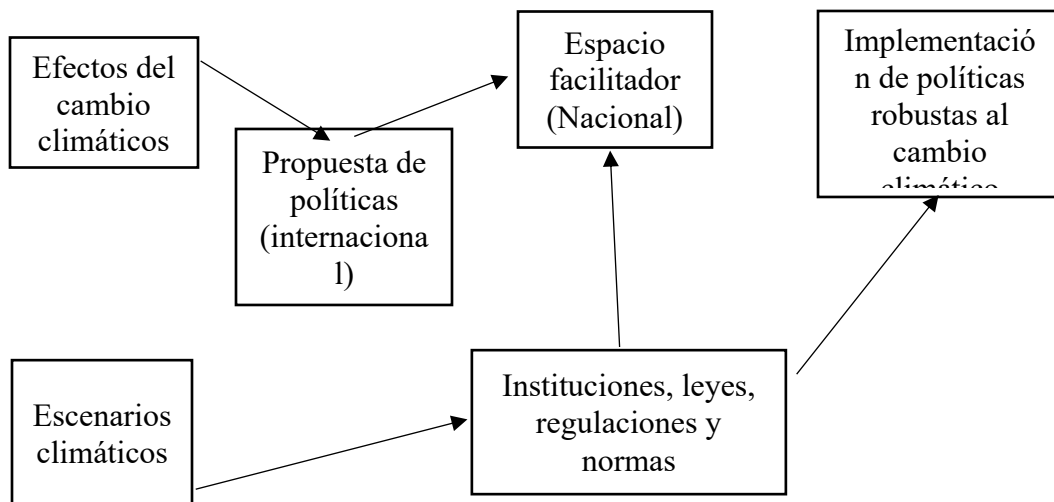 Efectos del
cambio
climáticos
Propuesta de
políticas
(internaciona
l)
Espacio
facilitador
(Nacional)
Implementació
n de políticas
robustas al
cambio
climático
Escenarios
climáticos
Instituciones, leyes,
regulaciones y
normas